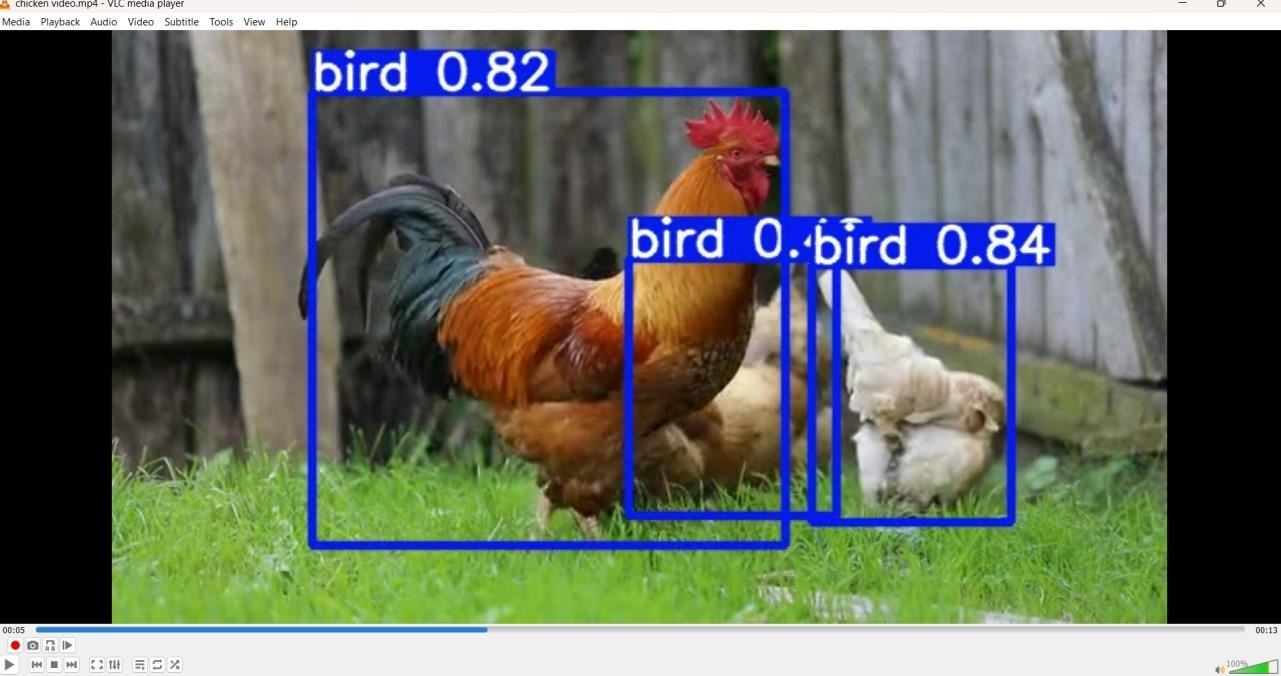 chicken video.mp4 - VLC media player
Media Playback Audio Video Subtitle Tools View Help
bird 0.82
bird
bird 0.84
00:05
00:13
100%